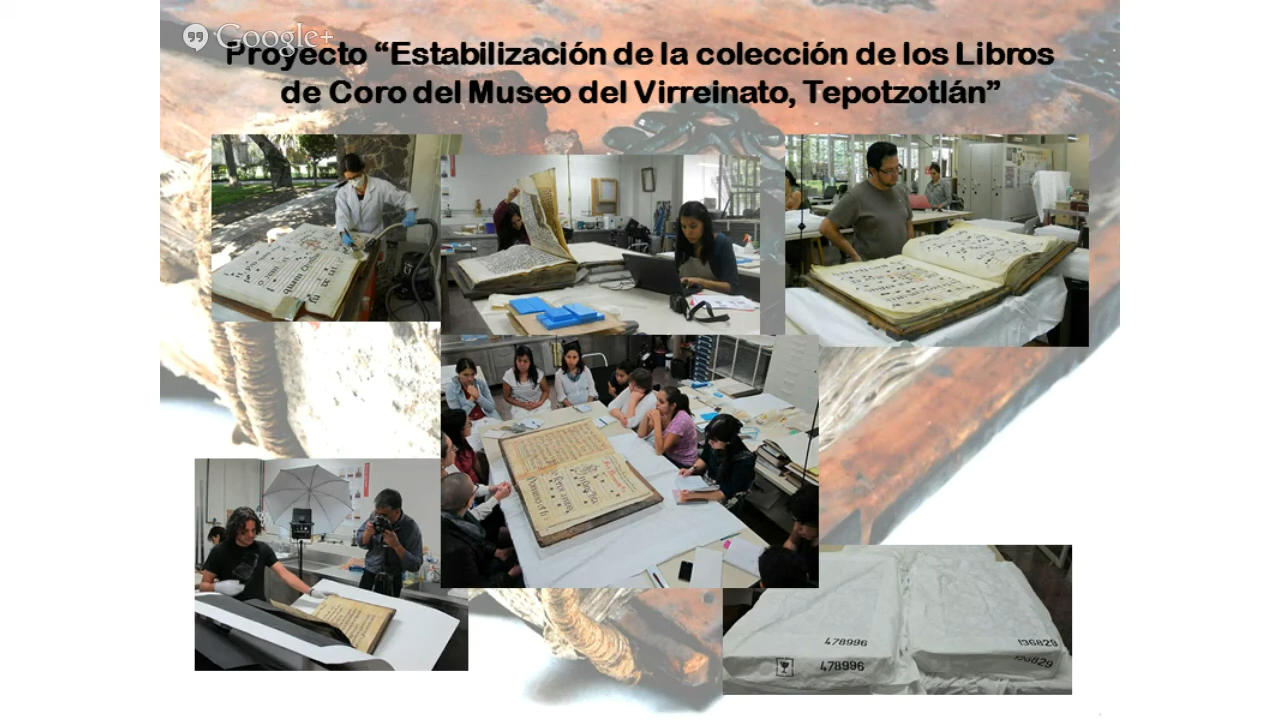 Google+
Proyecto “Estabilización de la colección de los Libros
de Coro del Museo del Virreinato, Tepotzotlán”
478996
478996
136829
136829